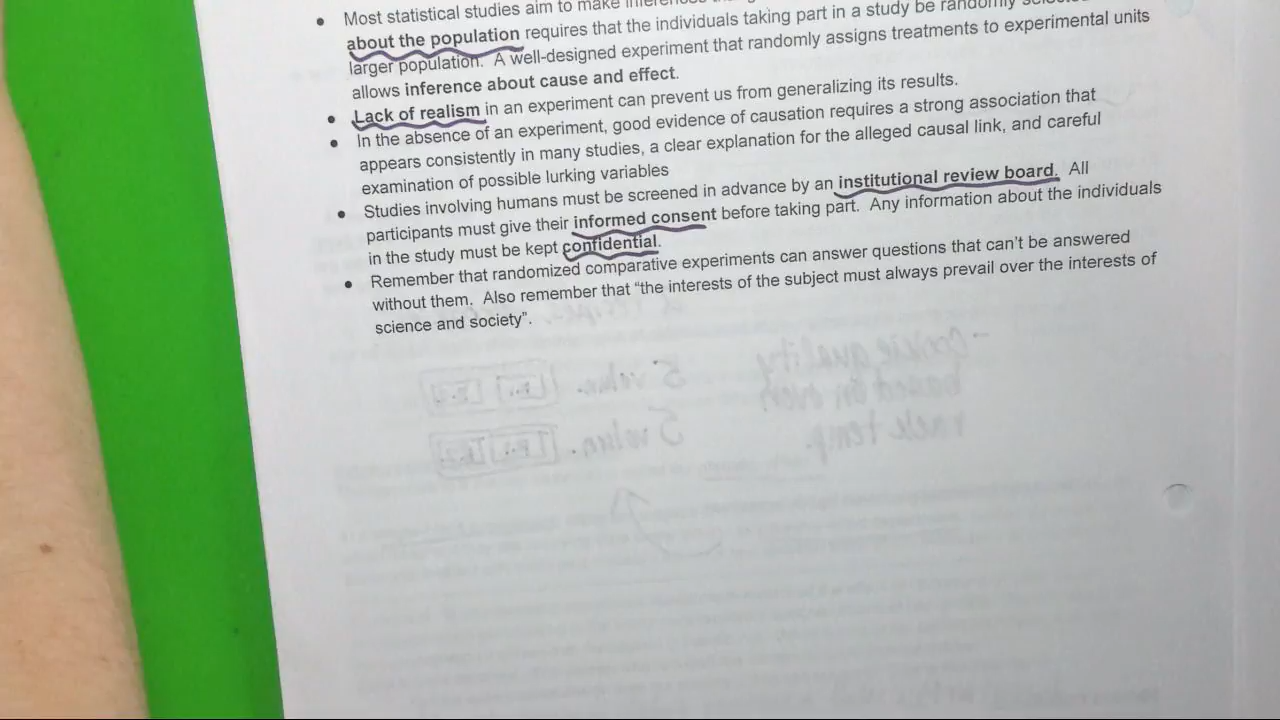 Most statistical studies aim to make
about the population requires that the individuals taking part in a study be randomly
larger population. A well-designed experiment that randomly assigns treatments to experimental units
allows inference about cause and effect.
Lack of realism in an experiment can prevent us from generalizing its results.
In the absence of an experiment, good evidence of causation requires a strong association that
appears consistently in many studies, a clear explanation for the alleged causal link, and careful
examination of possible lurking variables
Studies involving humans must be screened in advance by an institutional review board. All
participants must give their informed consent before taking part. Any information about the individuals
in the study must be kept confidential.
Remember that randomized comparative experiments can answer questions that can't be answered
without them. Also remember that “the interests of the subject must always prevail over the interests of
science and society”.